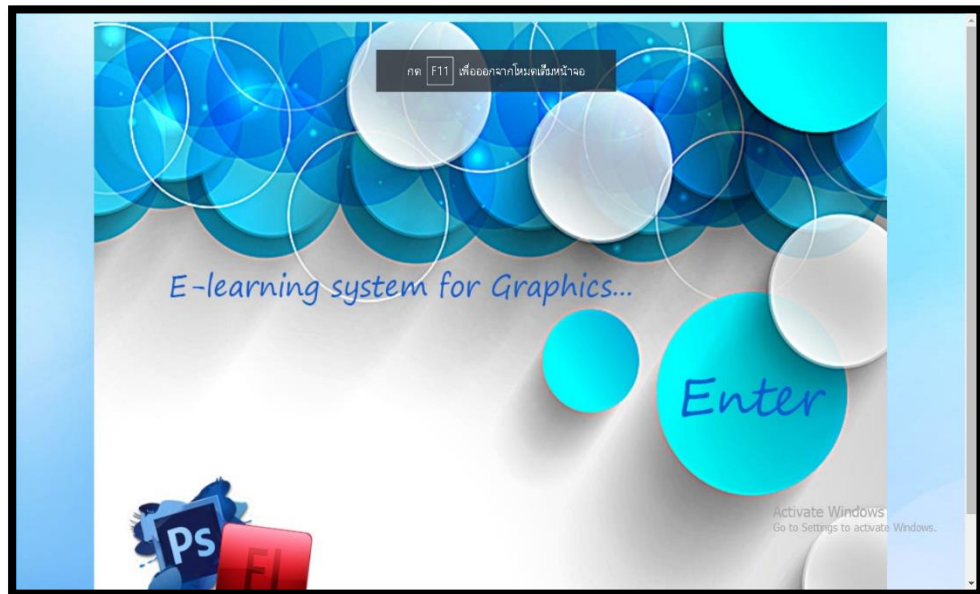 กด F11 เพื่อออกจากโหมดเต็มหน้าจอ
E-learning system for Graphics...
Enter
Activate Windows
Go to Settings to activate Windows.
Ps
Fl